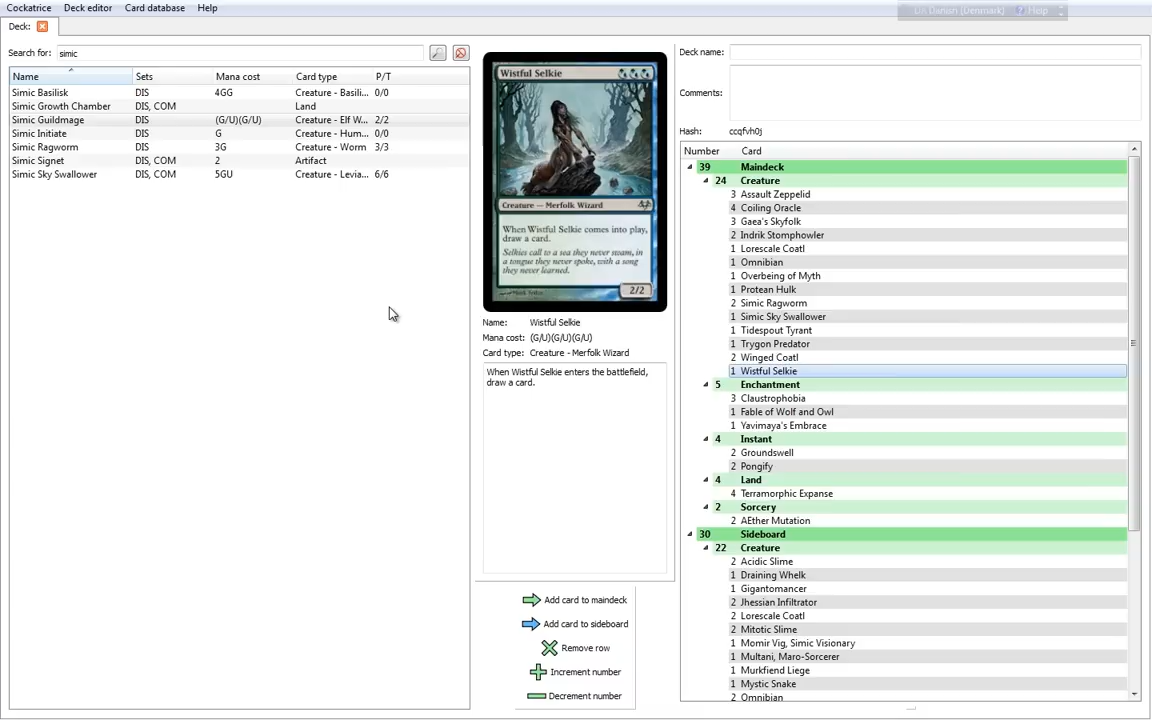 Cockatrice Deck editor Card database Help
DA Danish (Denmark) Help
Deck:
Search for: simic
Name Sets Mana cost Card type P/T
Simic Basilisk DIS 4GG Creature - Basili... 0/0
Simic Growth Chamber DIS, COM Land
Simic Guildmage DIS (G/U)(G/U) Creature - Elf W... 2/2
Simic Initiate DIS G Creature - Hum... 0/0
Simic Ragworm DIS 3G Creature - Worm 3/3
Simic Signet DIS, COM 2 Artifact
Simic Sky Swallower DIS, COM 5GU Creature - Levia... 6/6
Wistful Selkie
Creature — Merfolk Wizard
When Wistful Selkie comes into play,
draw a card.
Selkies call to a sea they never swam, in
a tongue they never spoke, with a song
they never learned.
2/2
Name: Wistful Selkie
Mana cost: (G/U)(G/U)(G/U)
Card type: Creature - Merfolk Wizard
When Wistful Selkie enters the battlefield,
draw a card.
Add card to maindeck
Add card to sideboard
Remove row
Increment number
Decrement number
Deck name:
Comments:
Hash: ccqfvh0j
Number Card
39 Maindeck
24 Creature
3 Assault Zeppelid
4 Coiling Oracle
3 Gaea's Skyfolk
2 Indrik Stomphowler
1 Lorescale Coatl
1 Omnibian
1 Overbeing of Myth
1 Protean Hulk
2 Simic Ragworm
1 Simic Sky Swallower
1 Tidespout Tyrant
1 Trygon Predator
2 Winged Coatl
1 Wistful Selkie
5 Enchantment
3 Claustrophobia
1 Fable of Wolf and Owl
1 Yavimaya's Embrace
4 Instant
2 Groundswell
2 Pongify
4 Land
4 Terramorphic Expanse
2 Sorcery
2 AEther Mutation
30 Sideboard
22 Creature
2 Acidic Slime
1 Draining Whelk
1 Gigantomancer
2 Jhessian Infiltrator
2 Lorescale Coatl
2 Mitotic Slime
1 Momir Vig, Simic Visionary
1 Multani, Maro-Sorcerer
1 Murkfiend Liege
1 Mystic Snake
2 Omnibian